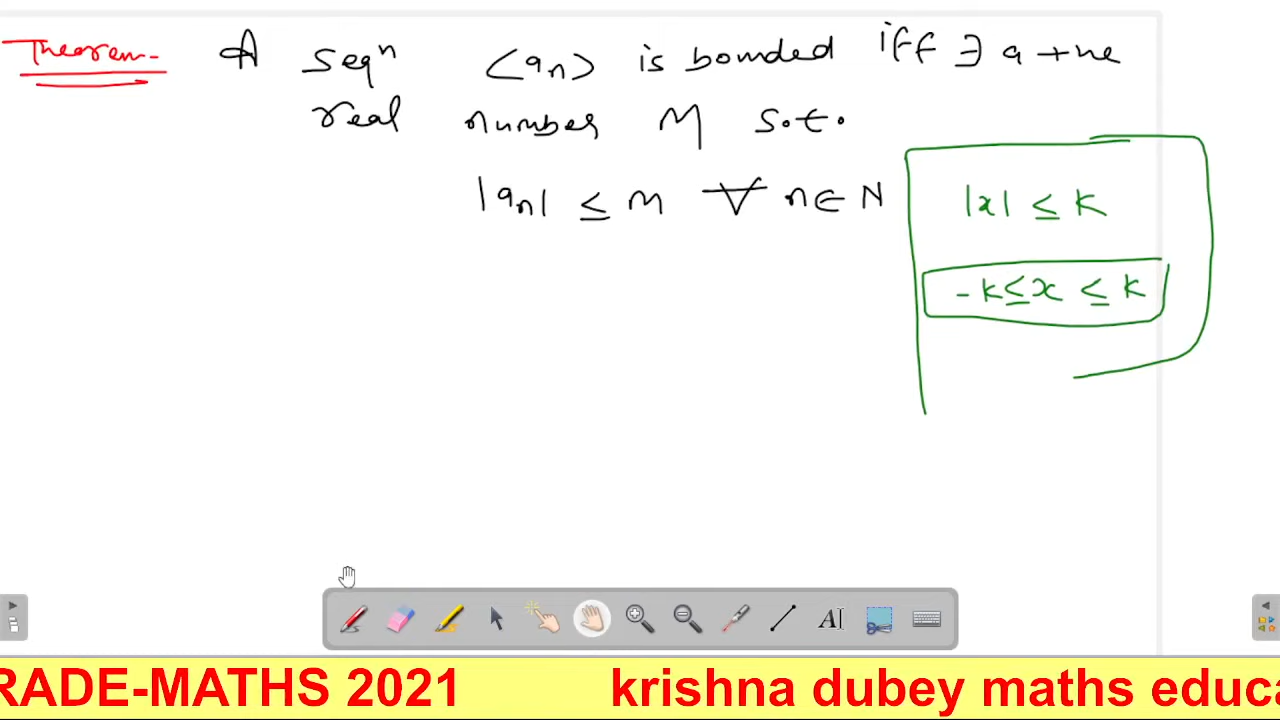 Theorem- A seqⁿ <aₙ> is bounded iff ∃ a +ve
real number M s.t.
|aₙ| ≤ M ∀ n ∈ N
|x| ≤ K
-K ≤ x ≤ K
RADE-MATHS 2021 krishna dubey maths educa